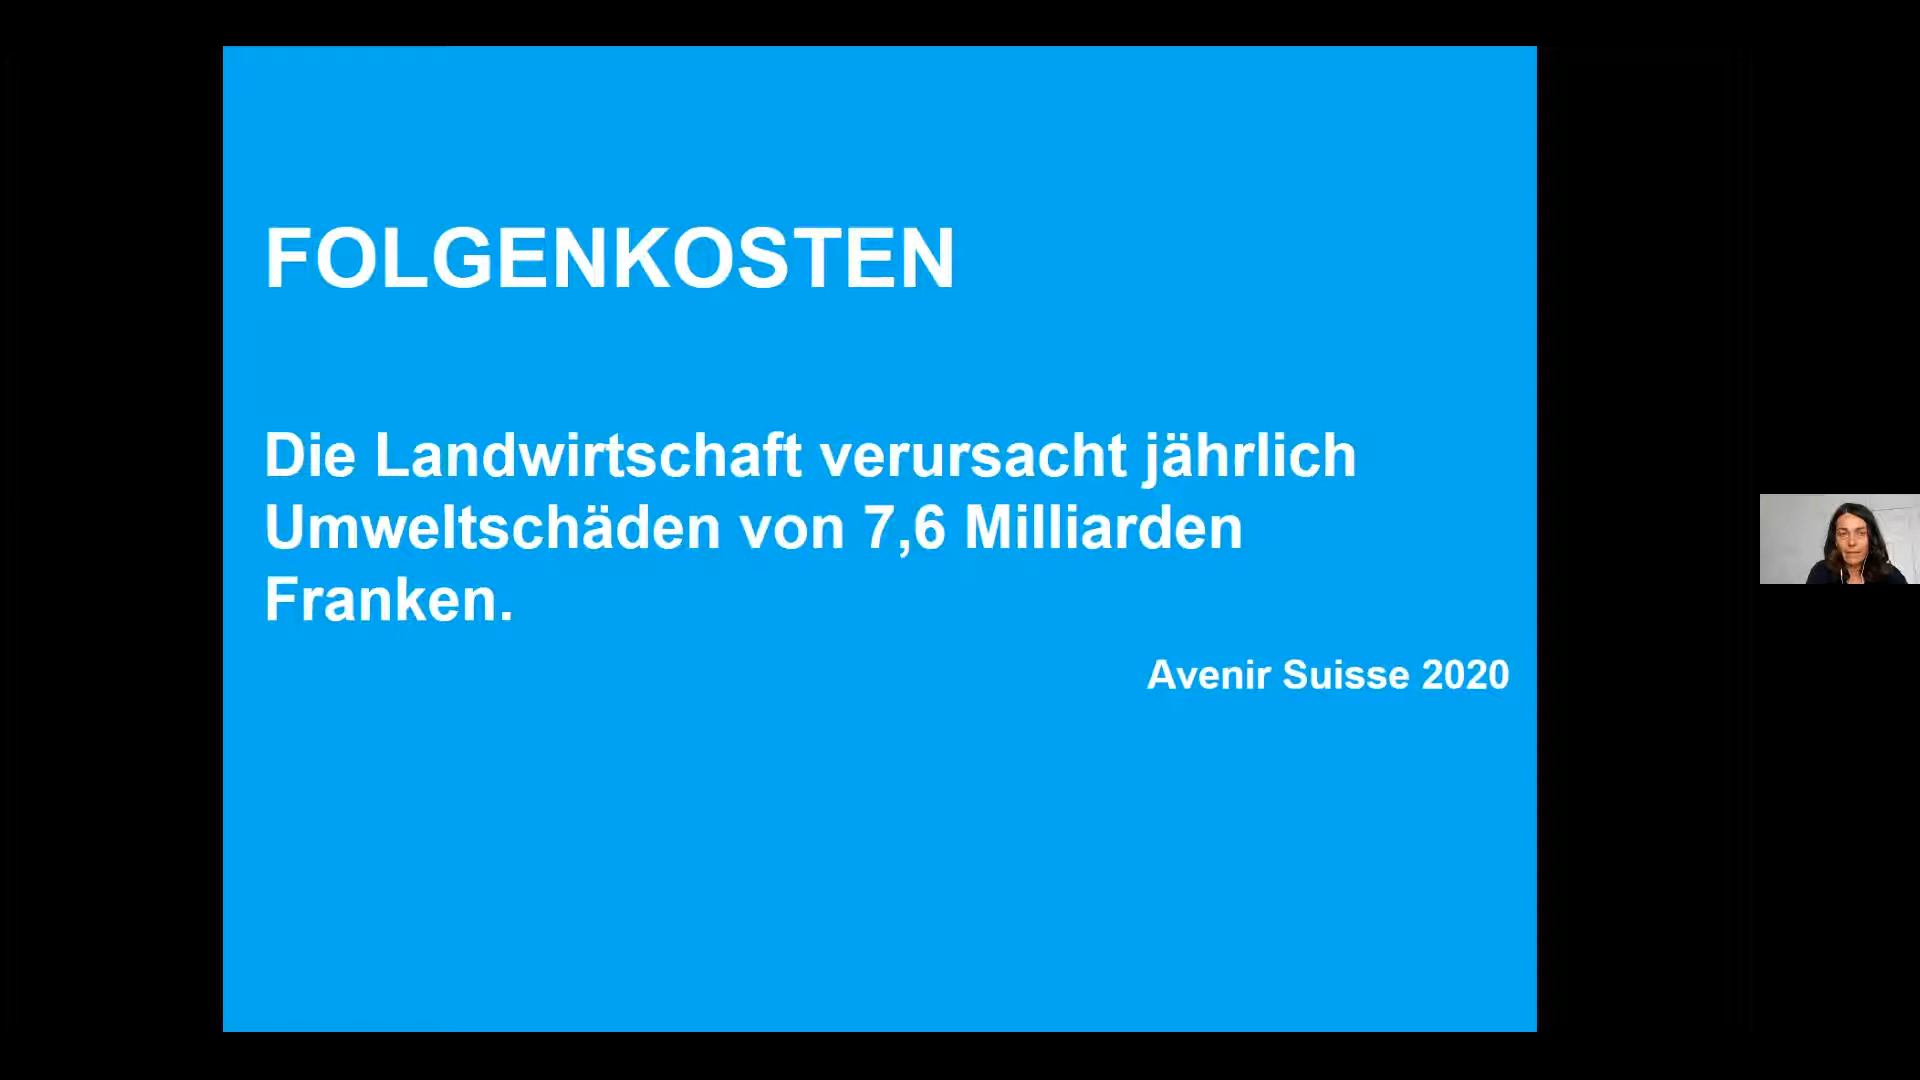 FOLGENKOSTEN
Die Landwirtschaft verursacht jährlich
Umweltschäden von 7,6 Milliarden
Franken.
Avenir Suisse 2020